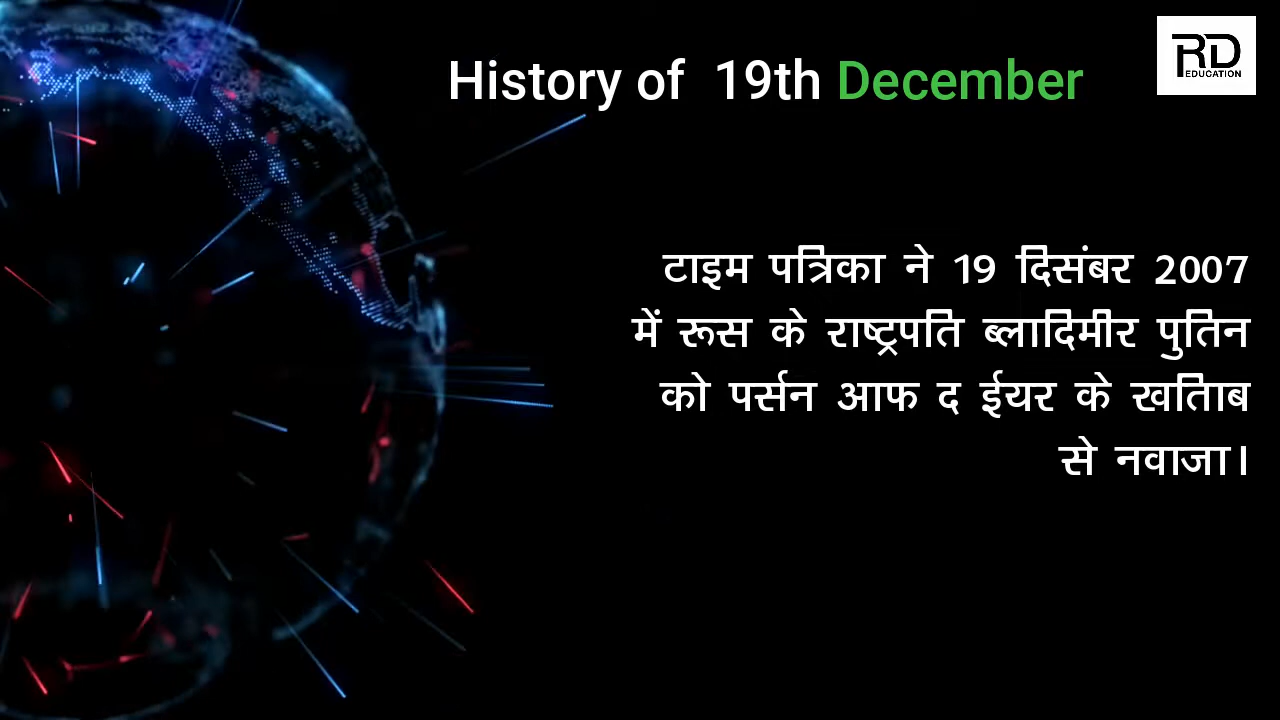 History of 19th December
RD
EDUCATION
टाइम पत्रिका ने 19 दिसंबर 2007
में रूस के राष्ट्रपति ब्लादिमीर पुतिन
को पर्सन आफ द ईयर के खतिाब
से नवाजा।